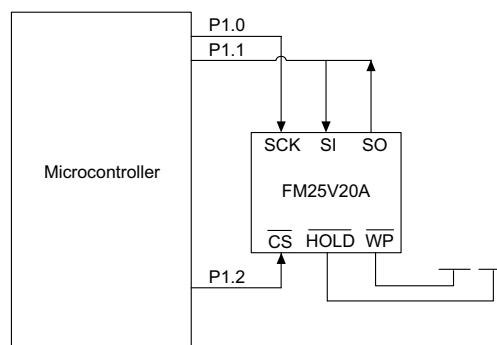 P1.0
P1.1
SCK SI SO
Microcontroller
FM25V20A
CS HOLD WP
P1.2